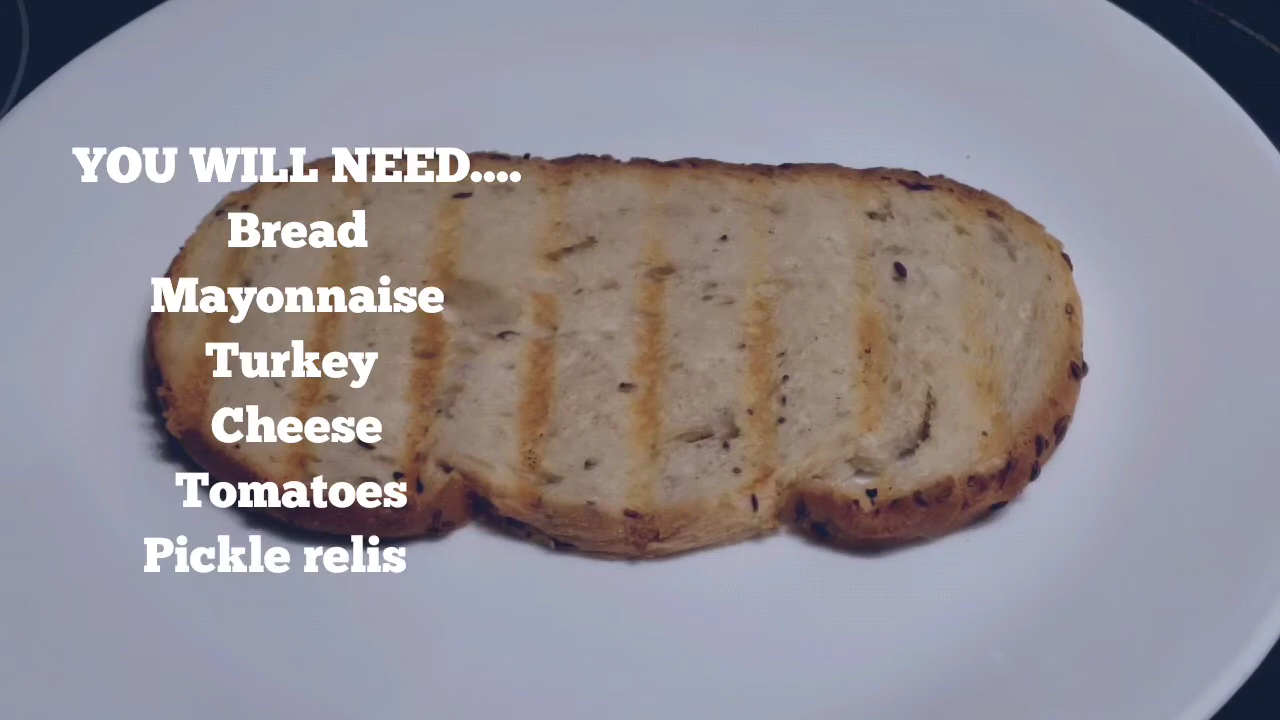 YOU WILL NEED....
Bread
Mayonnaise
Turkey
Cheese
Tomatoes
Pickle relis